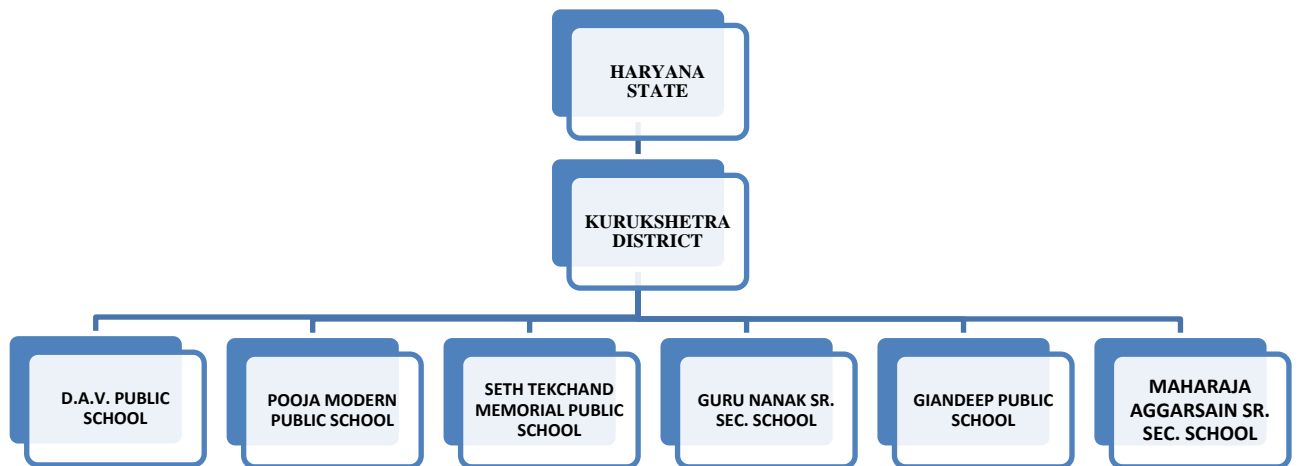 HARYANA
STATE
KURUKSHETRA
DISTRICT
D.A.V. PUBLIC
SCHOOL
POOJA MODERN
PUBLIC SCHOOL
SETH TEKCHAND
MEMORIAL PUBLIC
SCHOOL
GURU NANAK SR.
SEC. SCHOOL
GIANDEEP PUBLIC
SCHOOL
MAHARAJA
AGGARSAIN SR.
SEC. SCHOOL